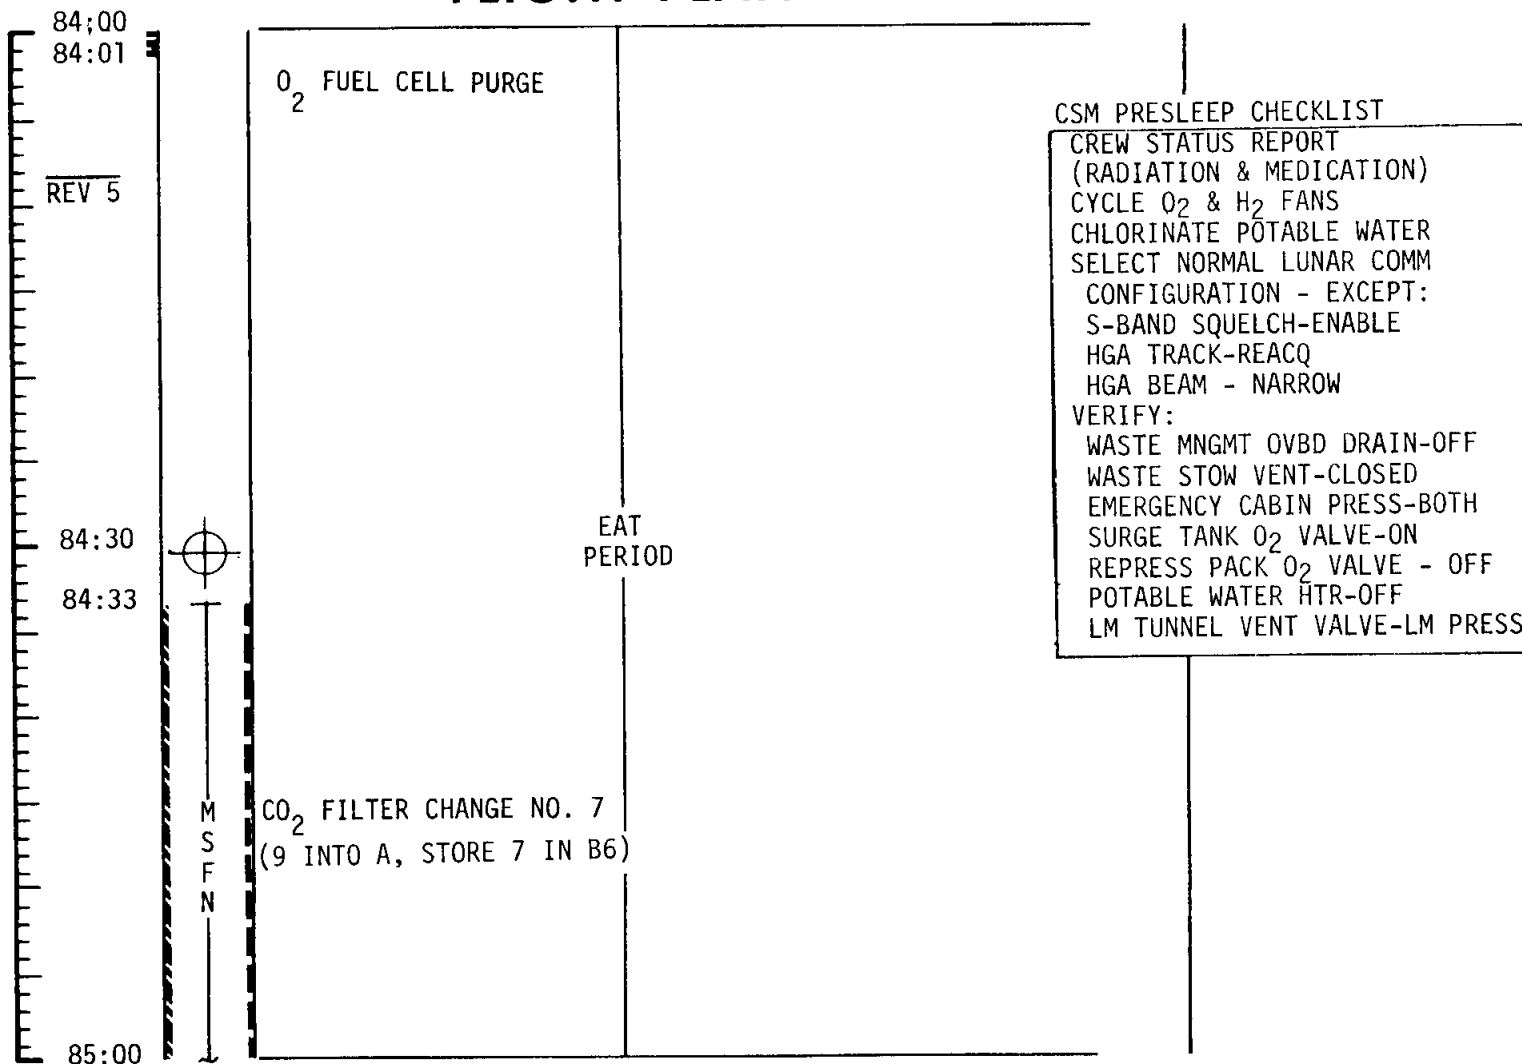 84:00
84:01
O2 FUEL CELL PURGE
REV 5
84:30
84:33
MSFN
EAT
PERIOD
CO2 FILTER CHANGE NO. 7
(9 INTO A, STORE 7 IN B6)
85:00
CSM PRESLEEP CHECKLIST
CREW STATUS REPORT
(RADIATION & MEDICATION)
CYCLE O2 & H2 FANS
CHLORINATE POTABLE WATER
SELECT NORMAL LUNAR COMM
CONFIGURATION - EXCEPT:
S-BAND SQUELCH-ENABLE
HGA TRACK-REACQ
HGA BEAM - NARROW
VERIFY:
WASTE MNGMT OVBD DRAIN-OFF
WASTE STOW VENT-CLOSED
EMERGENCY CABIN PRESS-BOTH
SURGE TANK O2 VALVE-ON
REPRESS PACK O2 VALVE - OFF
POTABLE WATER HTR-OFF
LM TUNNEL VENT VALVE-LM PRESS